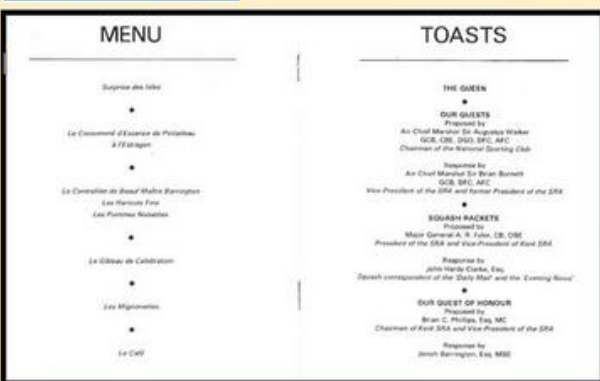 MENU
Surprise des Isles
Le Consommé d'Essence de
à l'Estragon
Le Contrefilet de Boeuf Maître Barrington
Les Haricots Fins
Les Pommes Noisettes
Le Gâteau de Célébration
Les Mignonettes
Le Café
TOASTS
THE QUEEN
OUR GUESTS
Proposed by
Air Chief Marshal Sir Augustus Walker
GCB, CBE, DSO, DFC, AFC
Chairman of the National Sporting Club
Response by
Air Chief Marshal Sir Brian Burnett
GCB, DFC, AFC
Vice-President of the SRA and former President of the SRA
SQUASH RACKETS
Proposed by
Major General A. R. Fyler, CB, OBE
President of the SRA and Vice-President of Kent SRA
Response by
John Hardy Clarke, Esq.
Squash correspondent of the 'Daily Mail' and the 'Evening News'
OUR GUEST OF HONOUR
Proposed by
Brian C. Phillips, Esq, MC
Chairman of Kent SRA and Vice-President of the SRA
Response by
Jonah Barrington, Esq, MBE